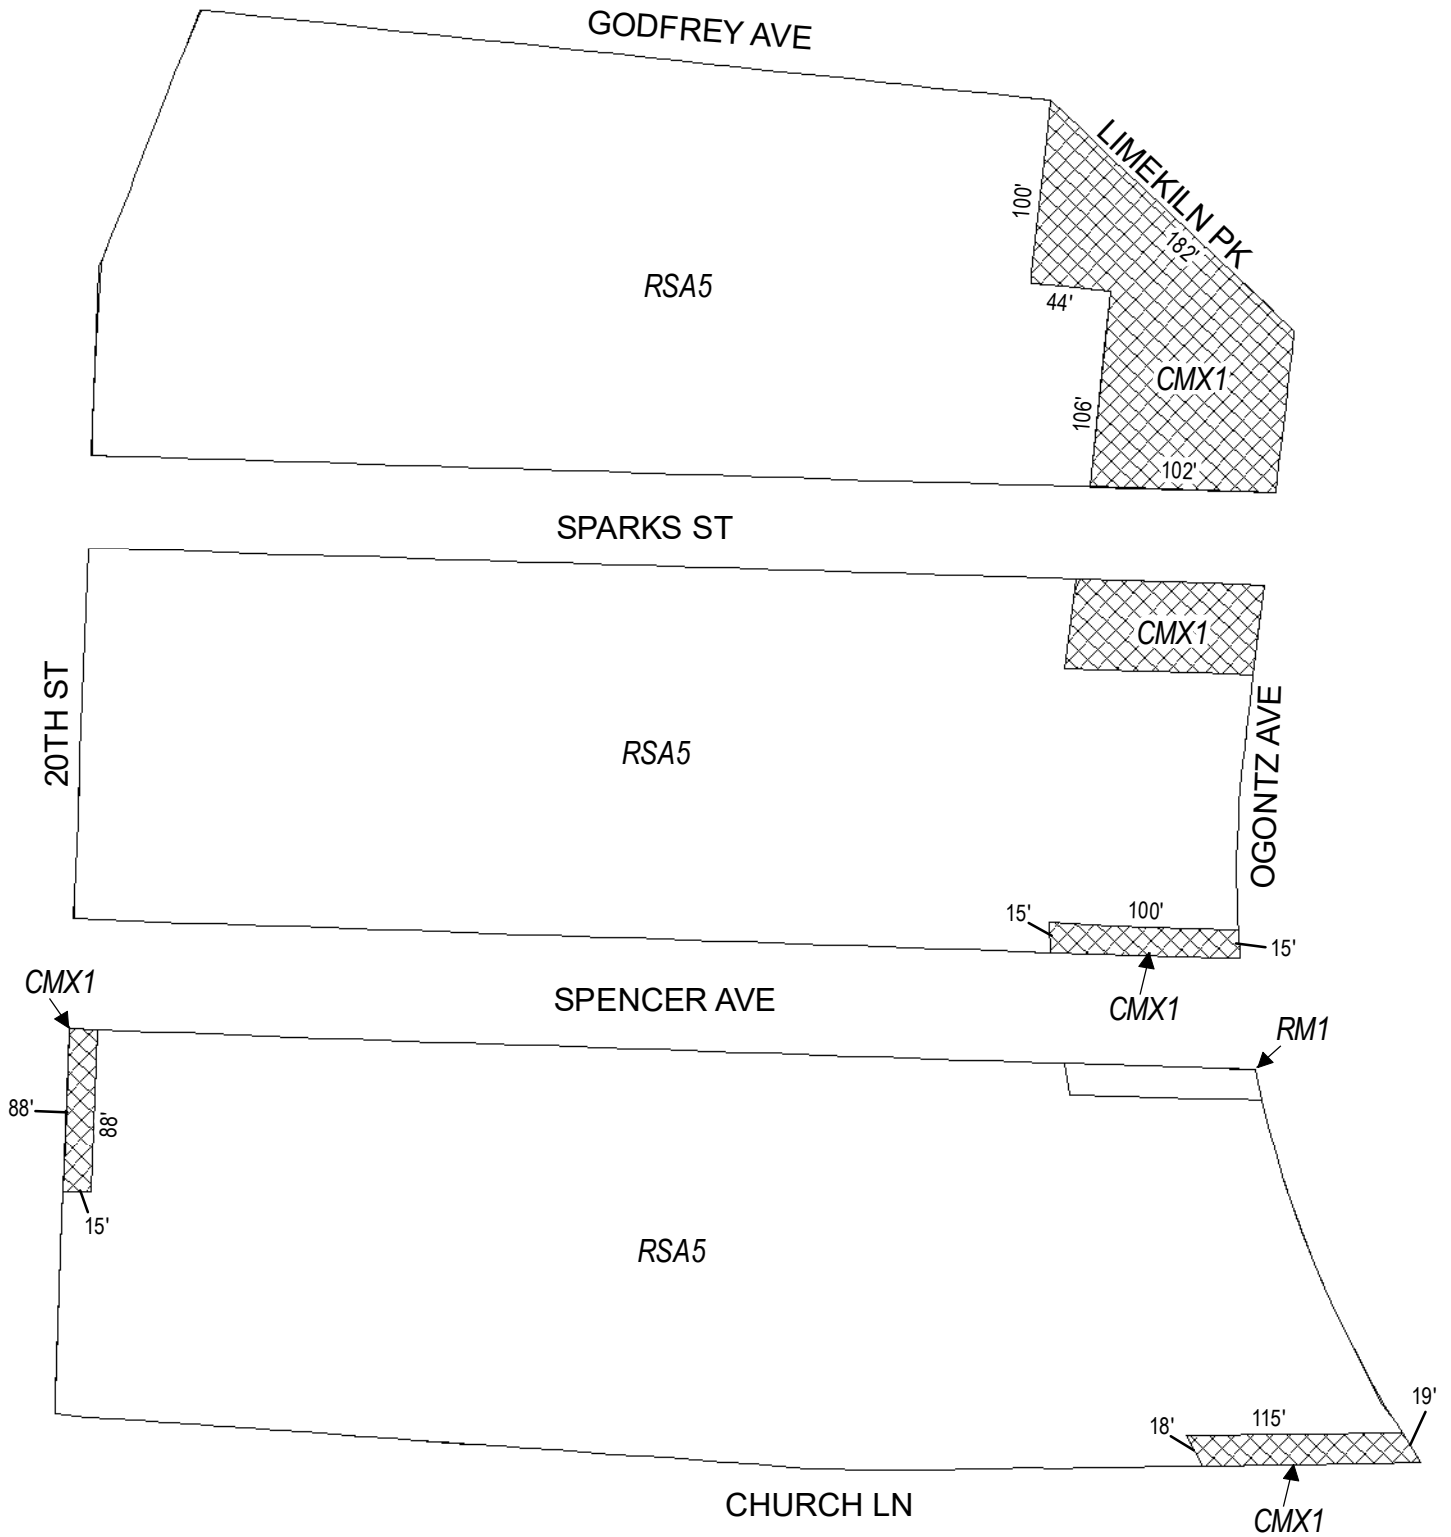 GODFREY AVE
LIMEKILN PK
100'
182'
RSA5
44'
CMX1
106'
102'
SPARKS ST
CMX1
20TH ST
RSA5
OGONTZ AVE
15'
100'
15'
CMX1
SPENCER AVE
CMX1
RM1
88'
88'
15'
RSA5
19'
18'
115'
CHURCH LN
CMX1